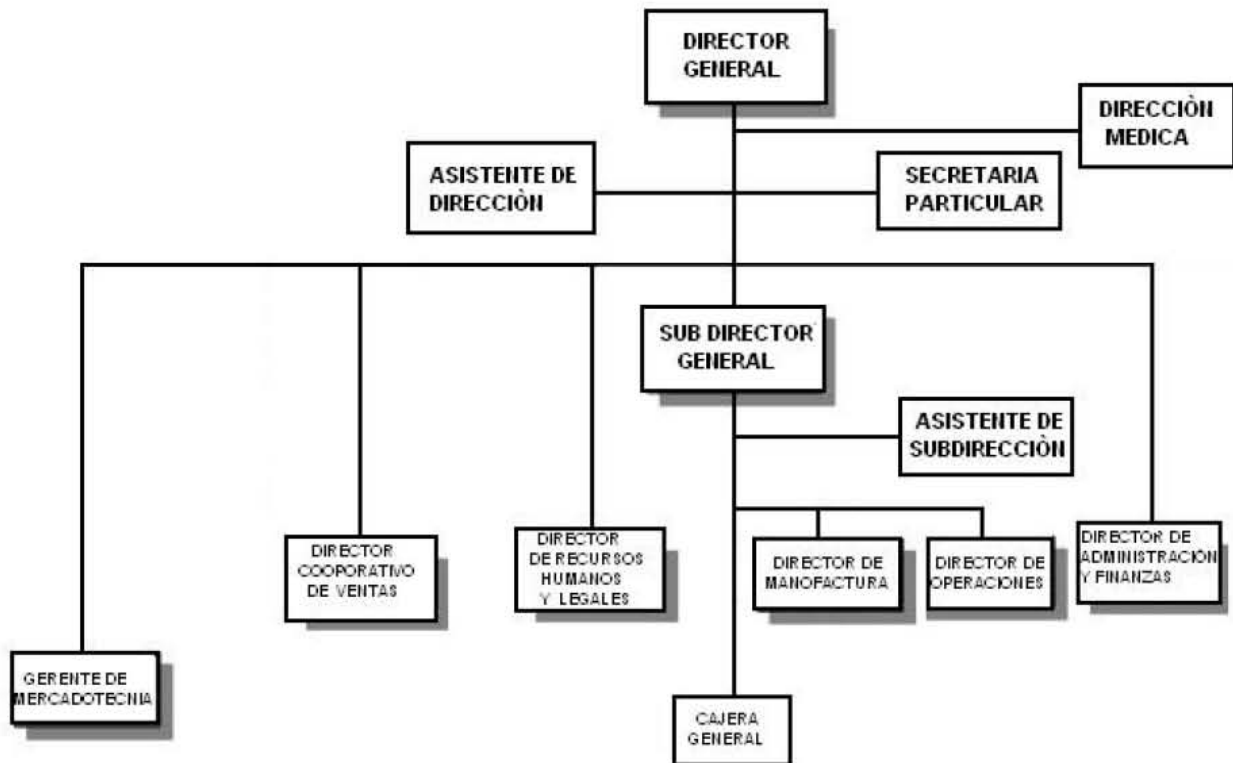 DIRECTOR
GENERAL
DIRECCIÒN
MEDICA
ASISTENTE DE
DIRECCIÒN
SECRETARIA
PARTICULAR
SUB DIRECTOR
GENERAL
ASISTENTE DE
SUBDIRECCIÒN
DIRECTOR
COOPORATIVO
DE VENTAS
DIRECTOR
DE RECURSOS
HUMANOS
Y LEGALES
DIRECTOR DE
MANOFACTURA
DIRECTOR DE
OPERACIONES
DIRECTOR DE
ADMINISTRACIÓN
Y FINANZAS
GERENTE DE
MERCADOTECNIA
CAJERA
GENERAL